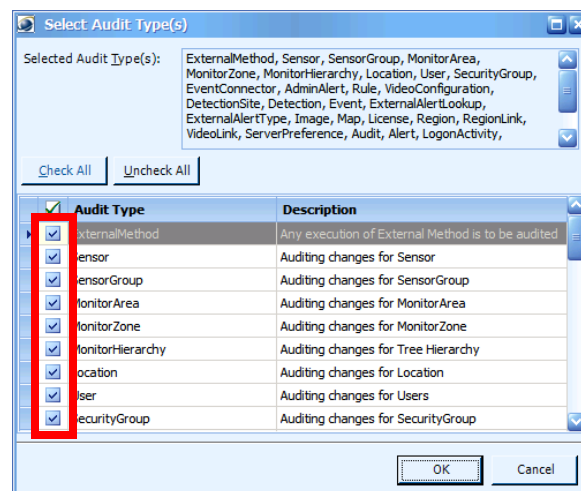 Select Audit Type(s)
Selected Audit Type(s):
ExternalMethod, Sensor, SensorGroup, MonitorArea,
MonitorZone, MonitorHierarchy, Location, User, SecurityGroup,
EventConnector, AdminAlert, Rule, VideoConfiguration,
DetectionSite, Detection, Event, ExternalAlertLookup,
ExternalAlertType, Image, Map, License, Region, RegionLink,
VideoLink, ServerPreference, Audit, Alert, LogonActivity,
Check All Uncheck All
Audit Type Description
ExternalMethod Any execution of External Method is to be audited
Sensor Auditing changes for Sensor
SensorGroup Auditing changes for SensorGroup
MonitorArea Auditing changes for MonitorArea
MonitorZone Auditing changes for MonitorZone
MonitorHierarchy Auditing changes for Tree Hierarchy
Location Auditing changes for Location
User Auditing changes for Users
SecurityGroup Auditing changes for SecurityGroup
OK Cancel